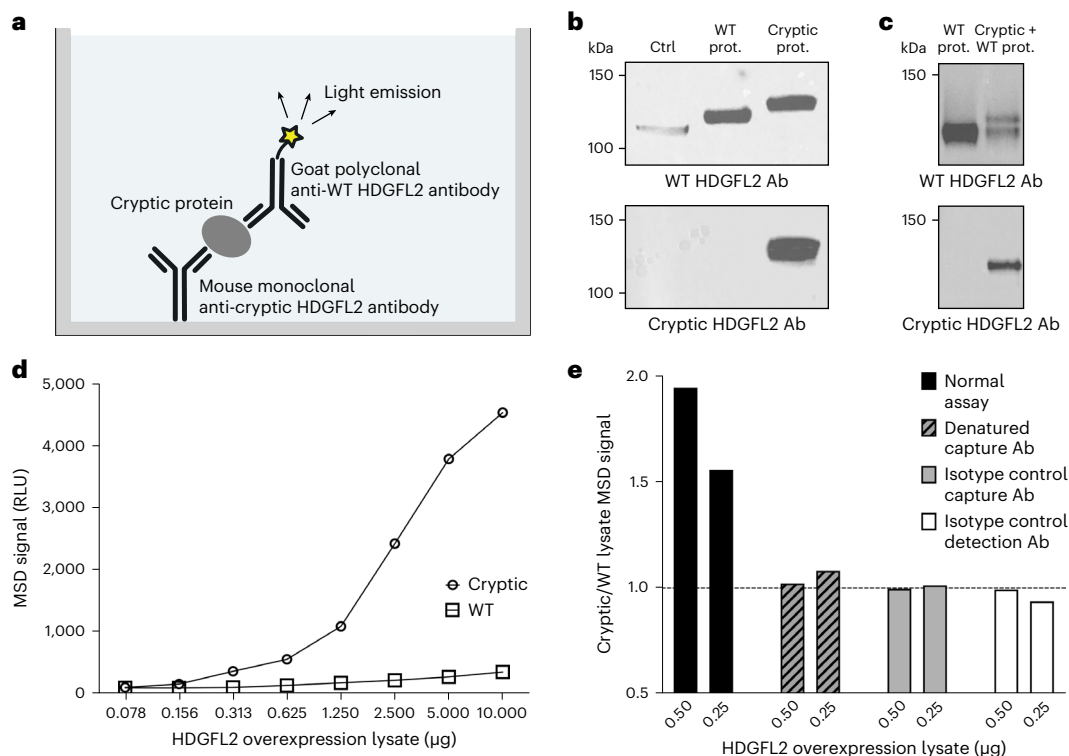 a
Light emission
Goat polyclonal
anti-WT HDGFL2 antibody
Cryptic protein
Mouse monoclonal
anti-cryptic HDGFL2 antibody
b
kDa
Ctrl
WT
prot.
Cryptic
prot.
150
100
WT HDGFL2 Ab
150
100
Cryptic HDGFL2 Ab
c
kDa
WT
prot.
Cryptic +
WT prot.
150
WT HDGFL2 Ab
150
Cryptic HDGFL2 Ab
d
MSD signal (RLU)
5,000
4,000
3,000
2,000
1,000
0
Cryptic
WT
0.078 0.156 0.313 0.625 1.250 2.500 5.000 10.000
HDGFL2 overexpression lysate (µg)
e
Cryptic/WT lysate MSD signal
2.0
1.5
1.0
0.5
Normal
assay
Denatured
capture Ab
Isotype control
capture Ab
Isotype control
detection Ab
0.50 0.25 0.50 0.25 0.50 0.25 0.50 0.25
HDGFL2 overexpression lysate (µg)